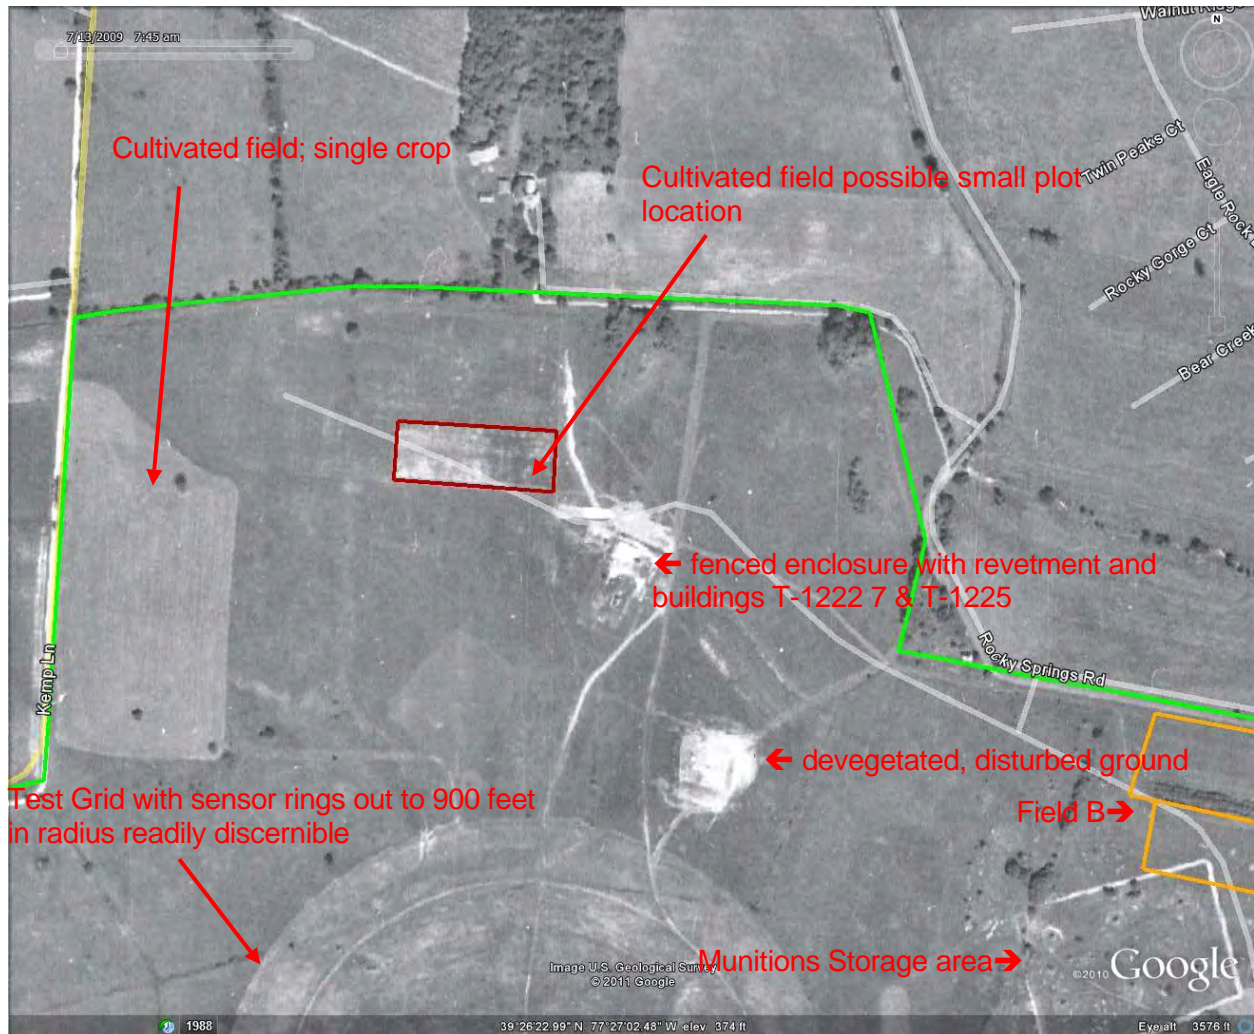 Walnut Ridge
N
7/13/2009 7:45 am
Cultivated field; single crop
Cultivated field possible small plot
location
Twin Peaks Ct
Eagle Rock
Rocky Gorge Ct
Bear Creek
← fenced enclosure with revetment and
buildings T-1222 7 & T-1225
Kemp Ln
Rocky Springs Rd
← devegetated, disturbed ground
Test Grid with sensor rings out to 900 feet
in radius readily discernible
Field B→
Munitions Storage area→
Image U.S. Geological Survey
© 2011 Google
©2010 Google
1988
39°26'22.99" N 77°27'02.48" W elev 374 ft
Eye alt 3576 ft